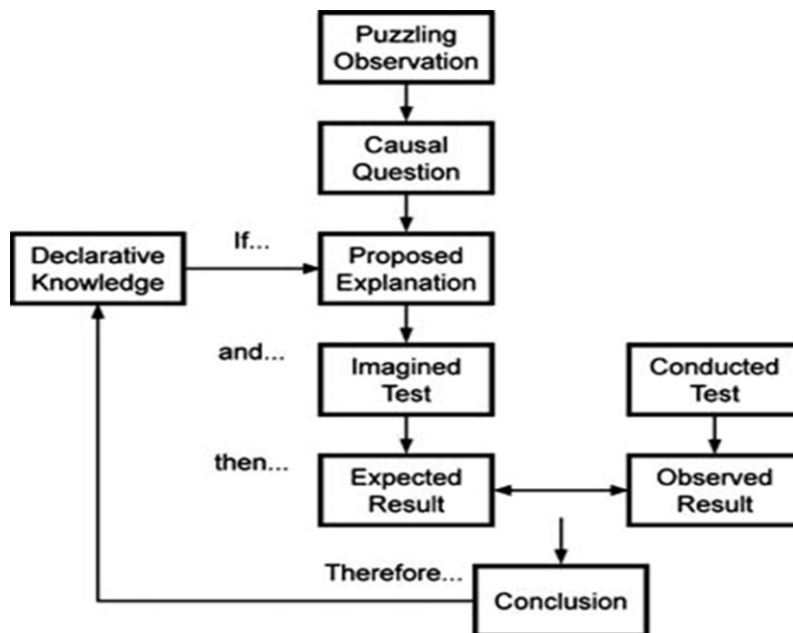 Puzzling
Observation
Causal
Question
If...
Declarative
Knowledge
Proposed
Explanation
and...
Imagined
Test
Conducted
Test
then...
Expected
Result
Observed
Result
Therefore...
Conclusion